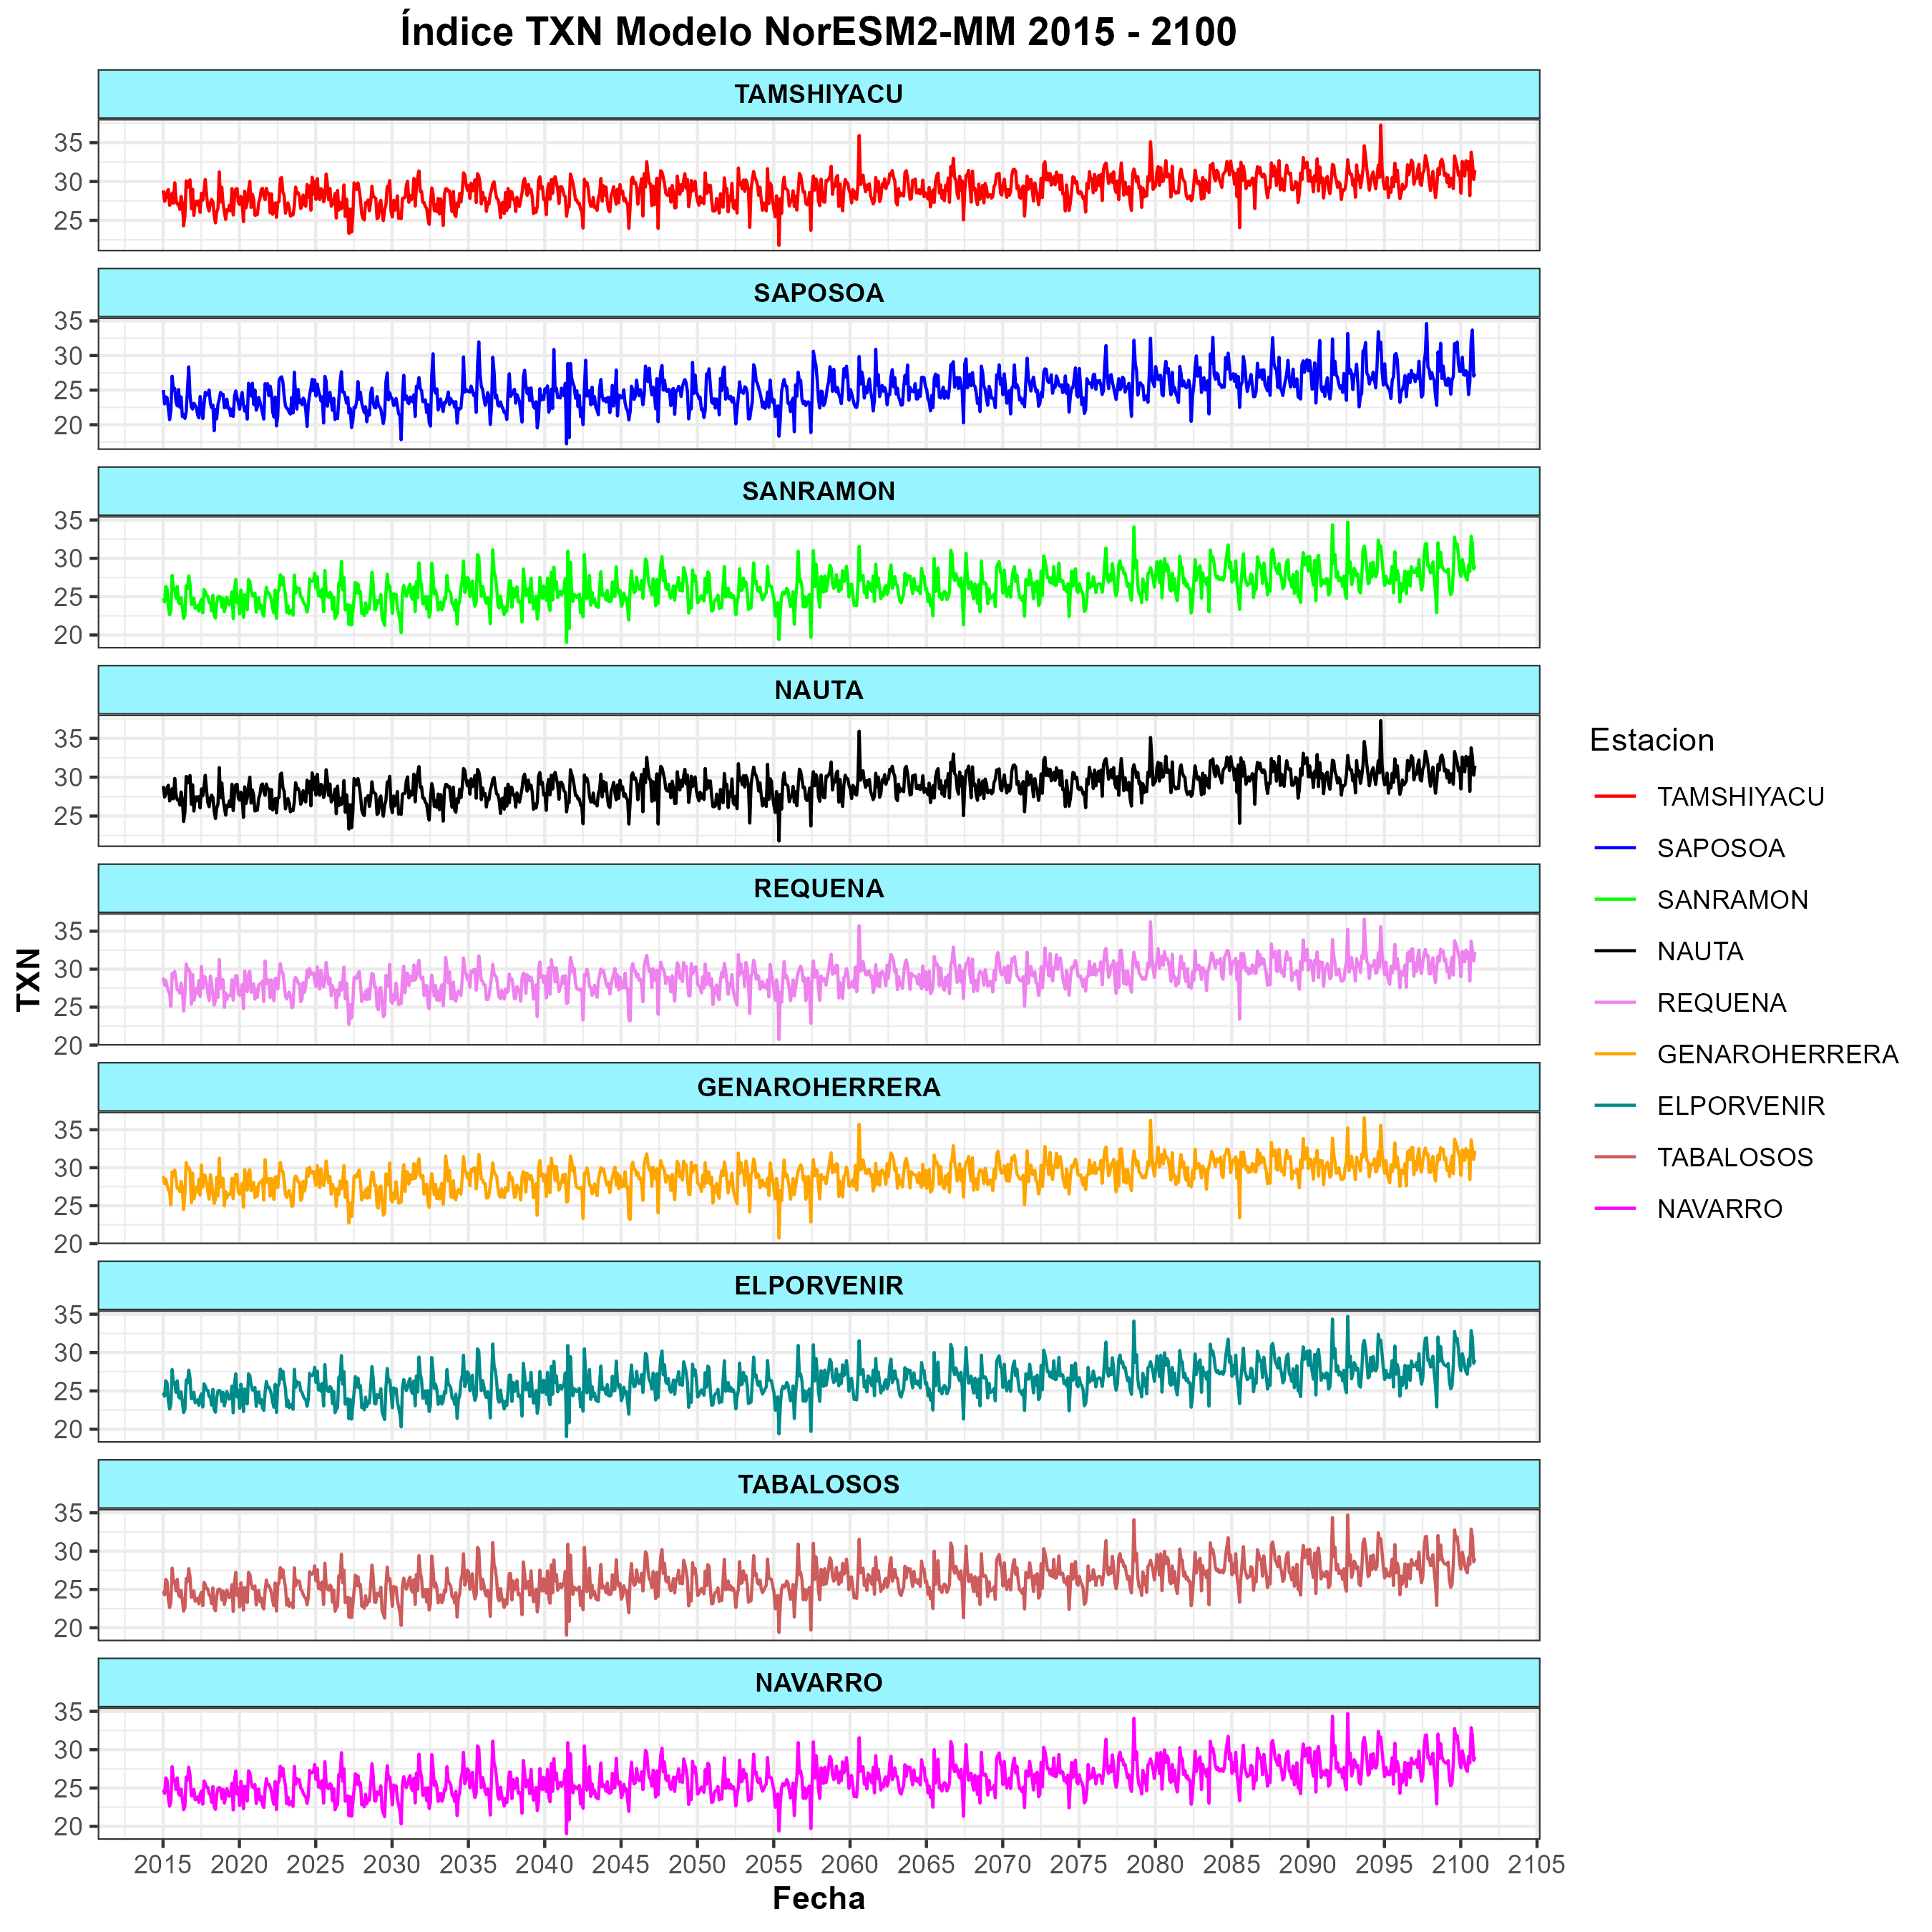 Índice TXN Modelo NorESM2-MM 2015 - 2100
TAMSHIYACU
35
30
25
SAPOSOA
35
30
25
20
SANRAMON
35
30
25
20
NAUTA
35
30
25
REQUENA
35
30
25
20
GENAROHERRERA
35
30
25
20
ELPORVENIR
35
30
25
20
TABALOSOS
35
30
25
20
NAVARRO
35
30
25
20
2015 2020 2025 2030 2035 2040 2045 2050 2055 2060 2065 2070 2075 2080 2085 2090 2095 2100 2105
Fecha
TXN
Estacion
TAMSHIYACU
SAPOSOA
SANRAMON
NAUTA
REQUENA
GENAROHERRERA
ELPORVENIR
TABALOSOS
NAVARRO